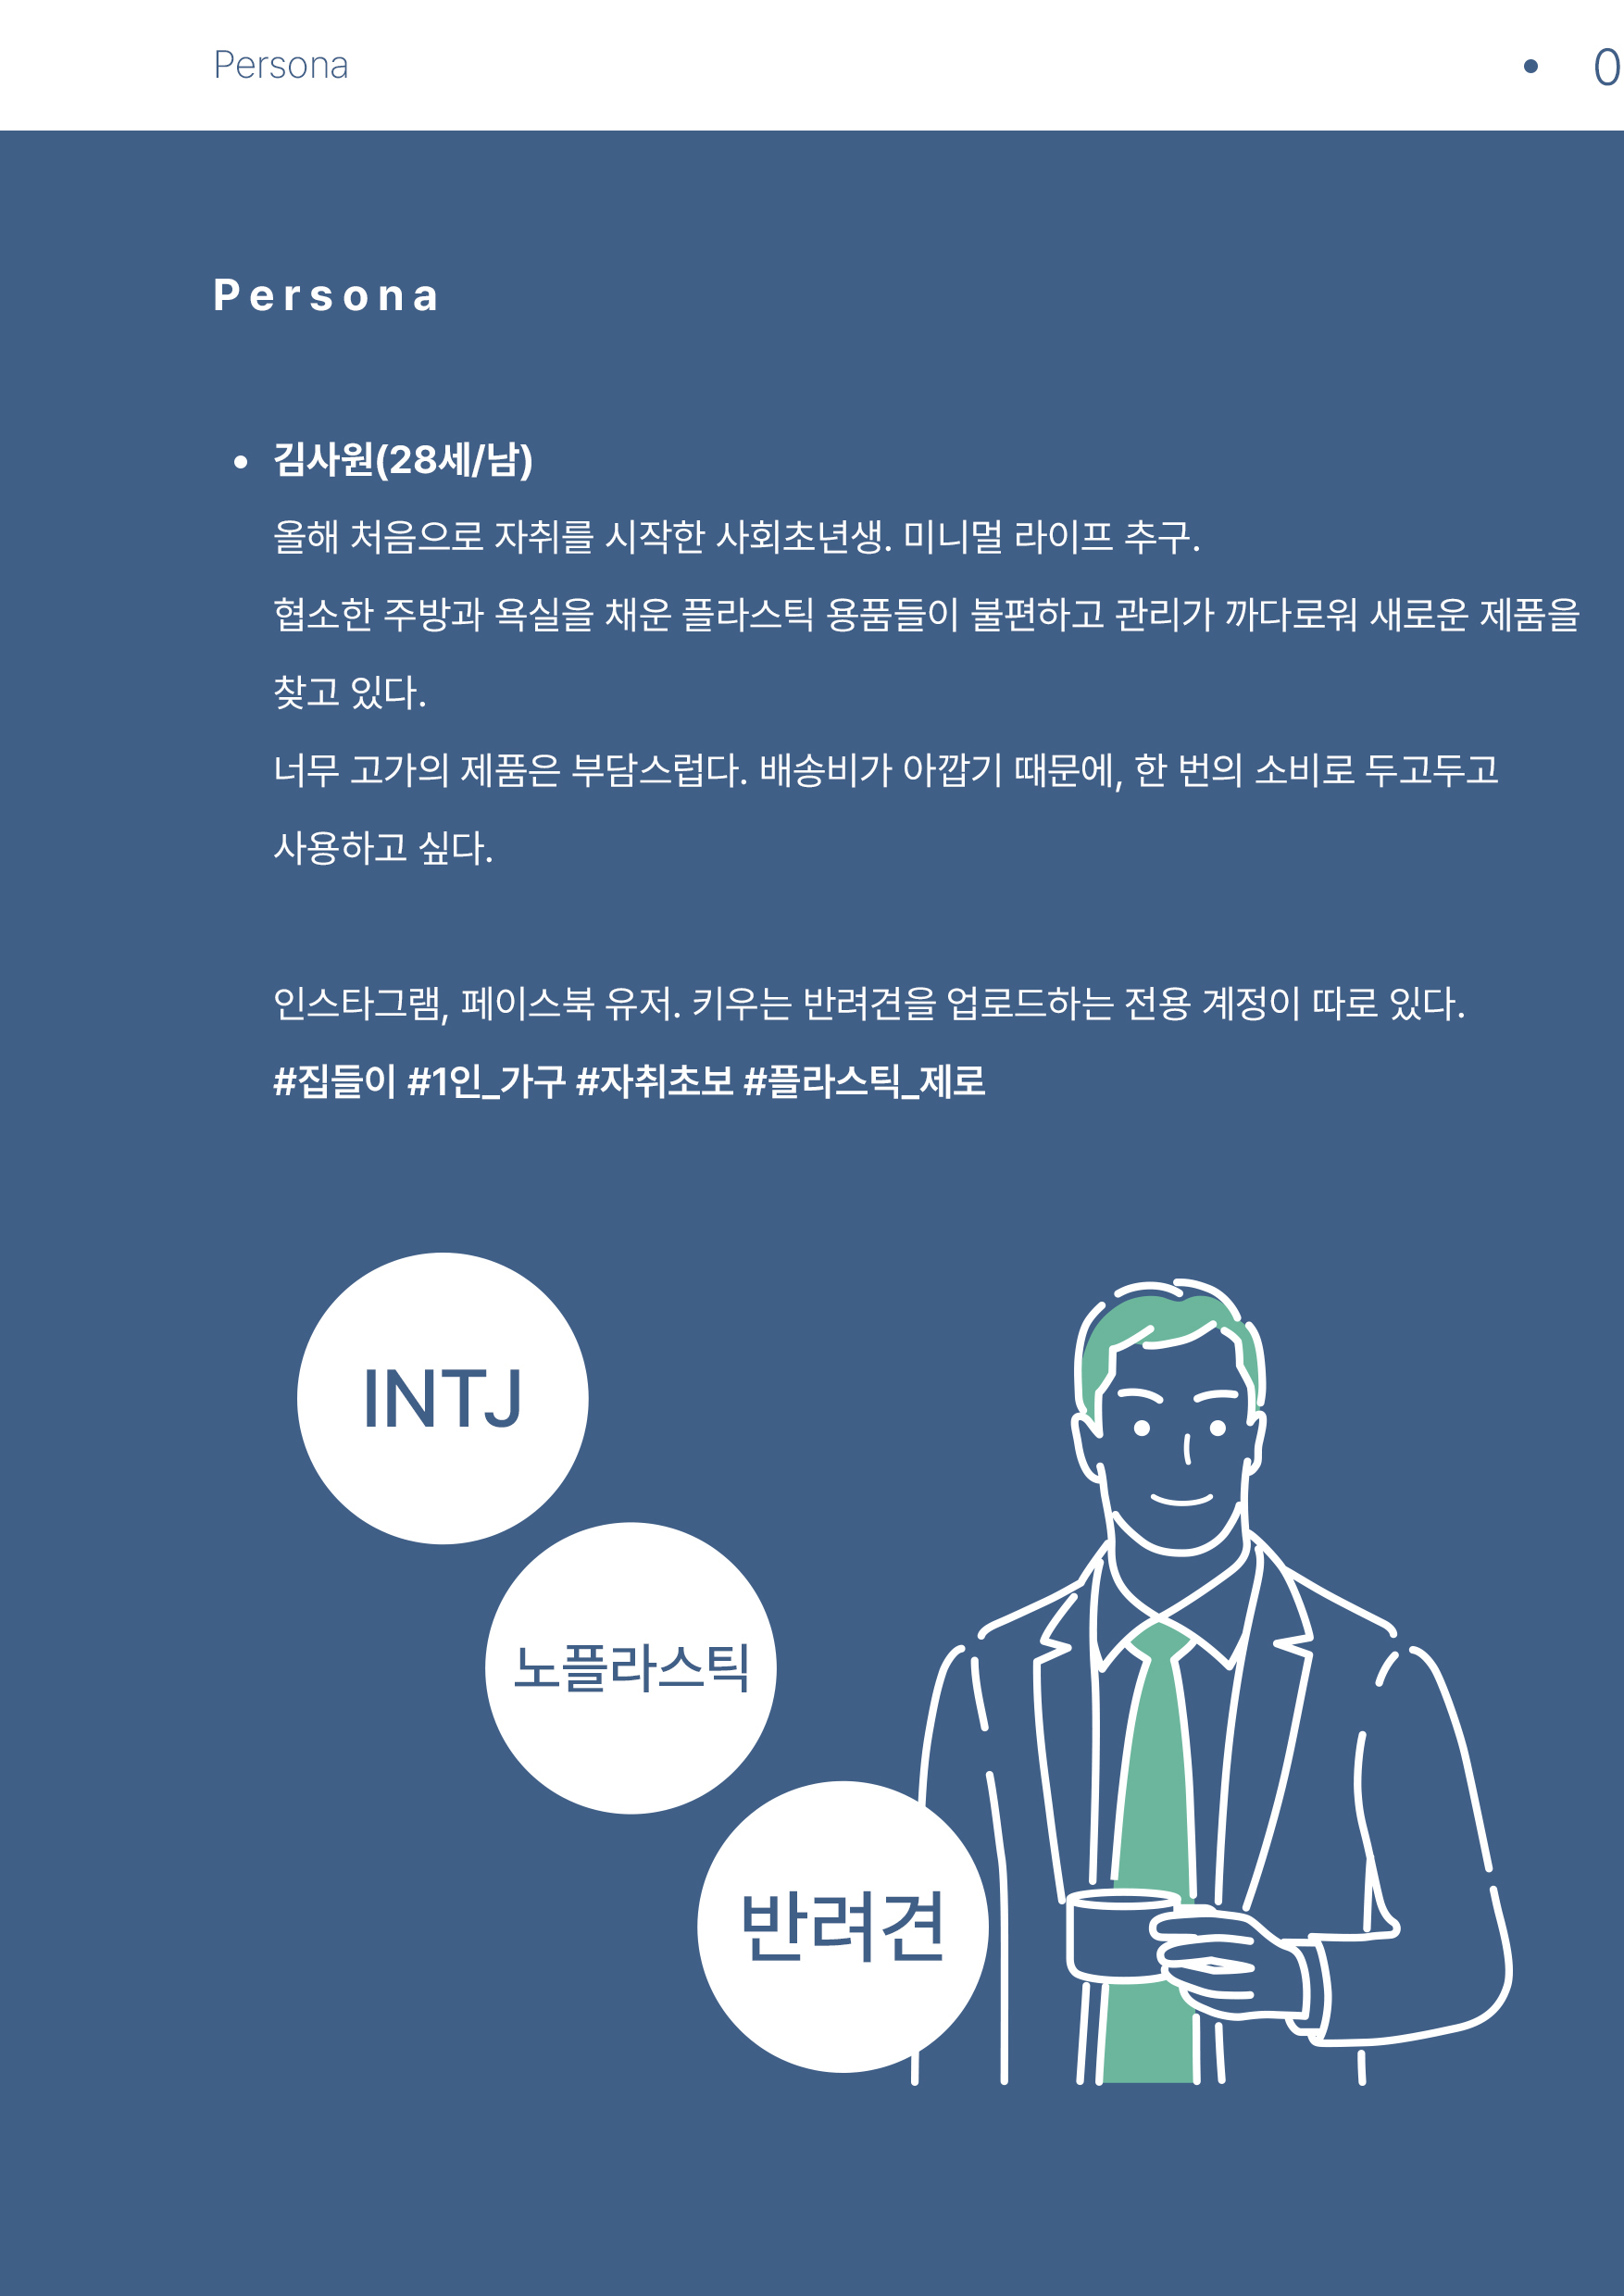 Persona
• 0
Persona
• 김사원(28세/남)
올해 처음으로 자취를 시작한 사회초년생. 미니멀 라이프 추구.
협소한 주방과 욕실을 채운 플라스틱 용품들이 불편하고 관리가 까다로워 새로운 제품을
찾고 있다.
너무 고가의 제품은 부담스럽다. 배송비가 아깝기 때문에, 한 번의 소비로 두고두고
사용하고 싶다.
인스타그램, 페이스북 유저. 키우는 반려견을 업로드하는 전용 계정이 따로 있다.
#집들이 #1인_가구 #자취초보 #플라스틱_제로
INTJ
노플라스틱
반려견